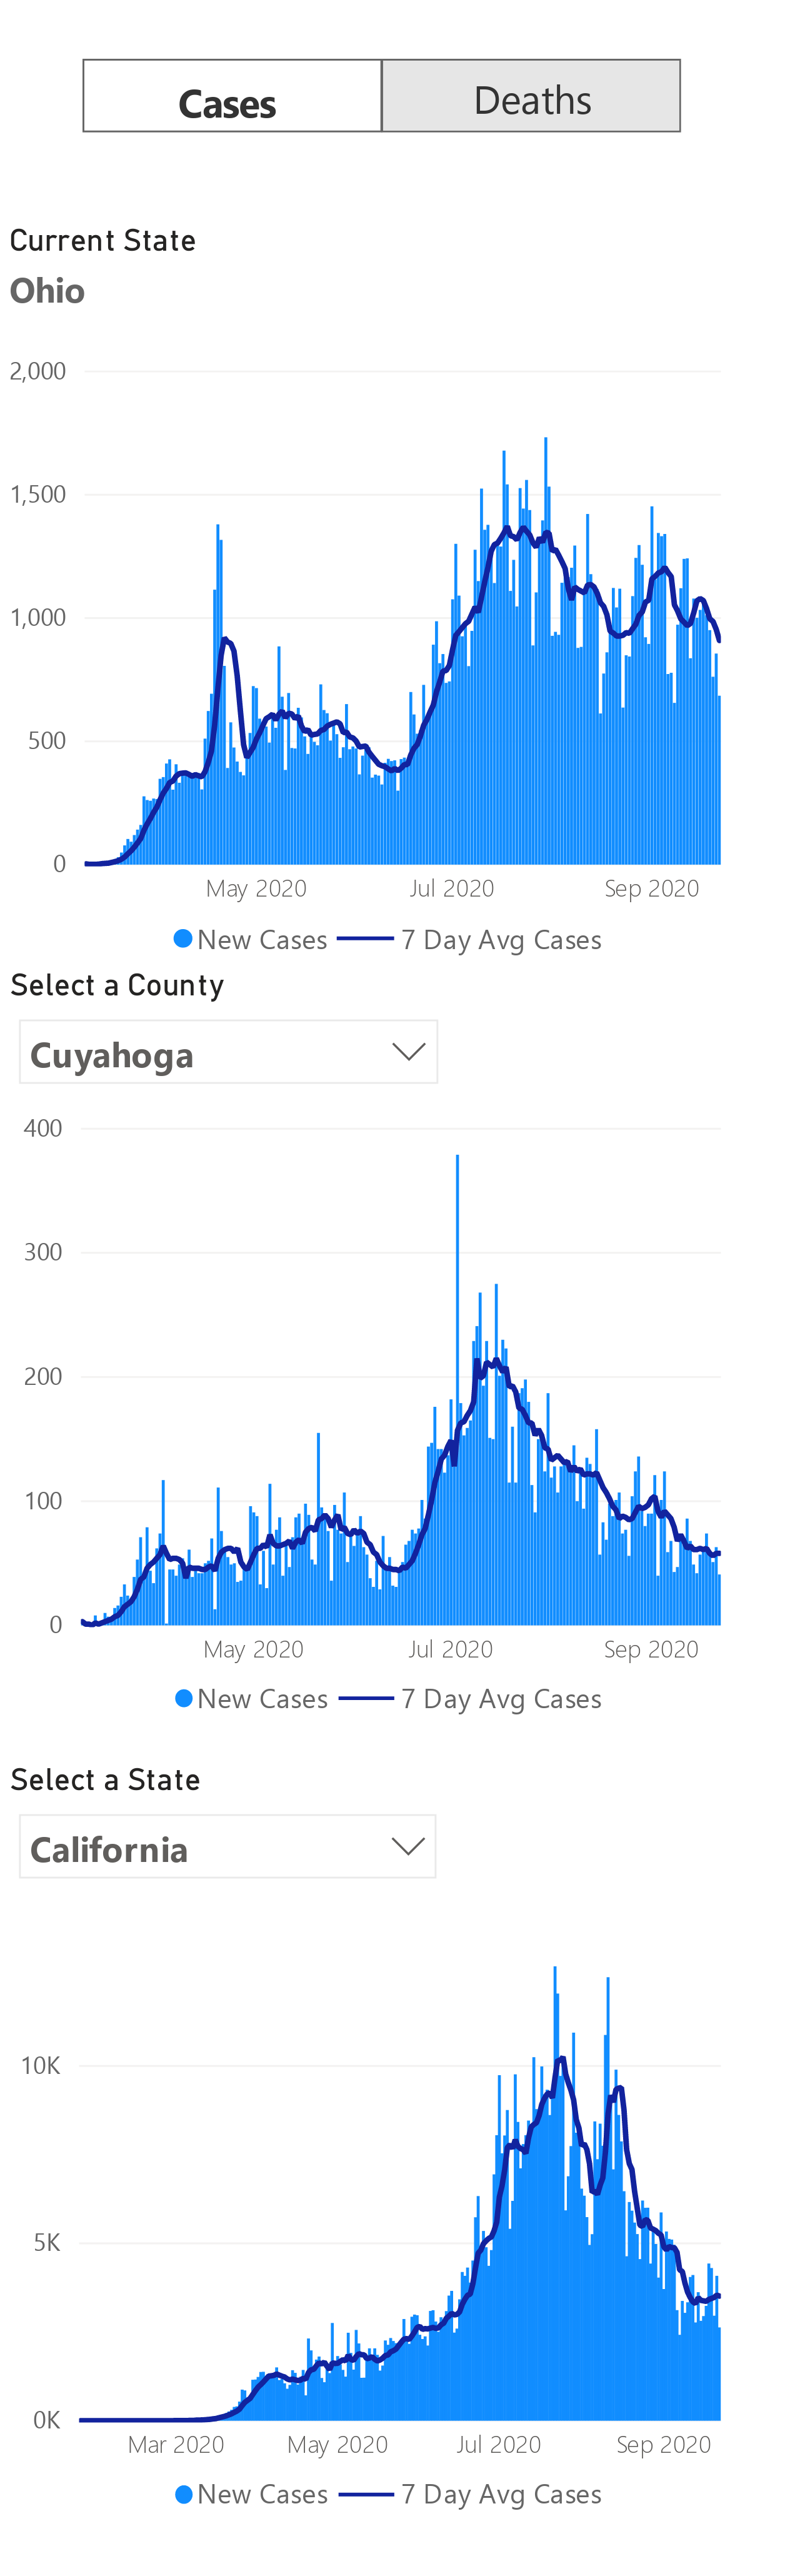 Cases Deaths
Current State
Ohio
2,000
1,500
1,000
500
0
May 2020 Jul 2020 Sep 2020
New Cases 7 Day Avg Cases
Select a County
Cuyahoga
400
300
200
100
0
May 2020 Jul 2020 Sep 2020
New Cases 7 Day Avg Cases
Select a State
California
10K
5K
0K
Mar 2020 May 2020 Jul 2020 Sep 2020
New Cases 7 Day Avg Cases